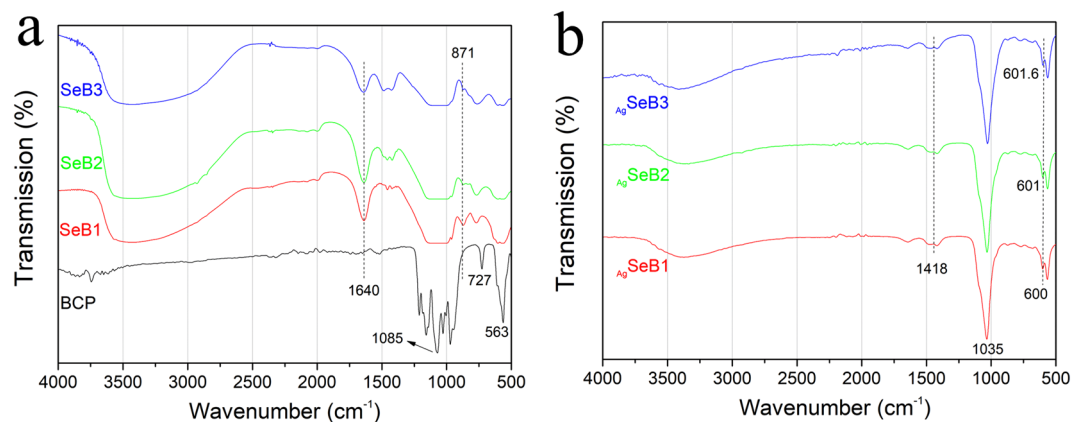 a
Transmission (%)
SeB3
SeB2
SeB1
BCP
871
1640
727
1085
563
4000 3500 3000 2500 2000 1500 1000 500
Wavenumber (cm⁻¹)
b
Transmission (%)
AgSeB3
AgSeB2
AgSeB1
601.6
601
1418
600
1035
4000 3500 3000 2500 2000 1500 1000 500
Wavenumber (cm⁻¹)